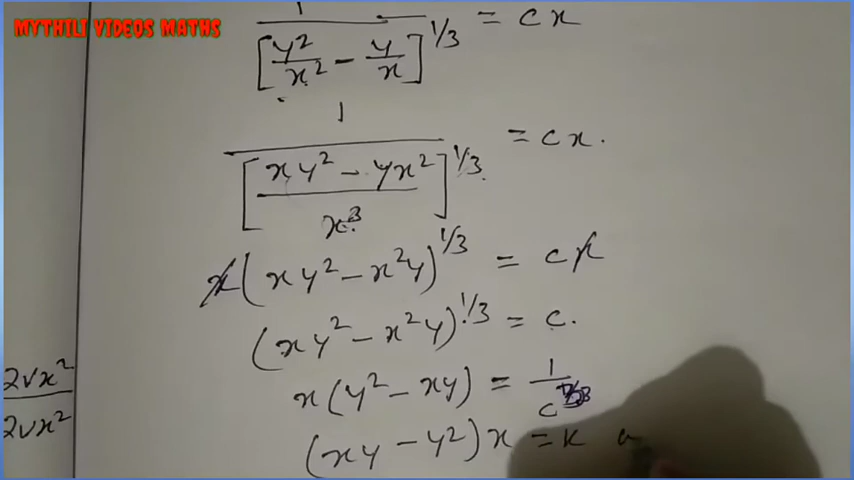 MYTHILI VIDEOS MATHS
1 / [y²/x² - y/x]^1/3 = cx
1 / [(xy² - yx²)/x³]^1/3 = cx.
x(xy² - x²y)^1/3 = cx
(xy² - x²y)^1/3 = c.
x(y² - xy) = 1/c³
(xy - y²)x = k
2vx²
2vx²